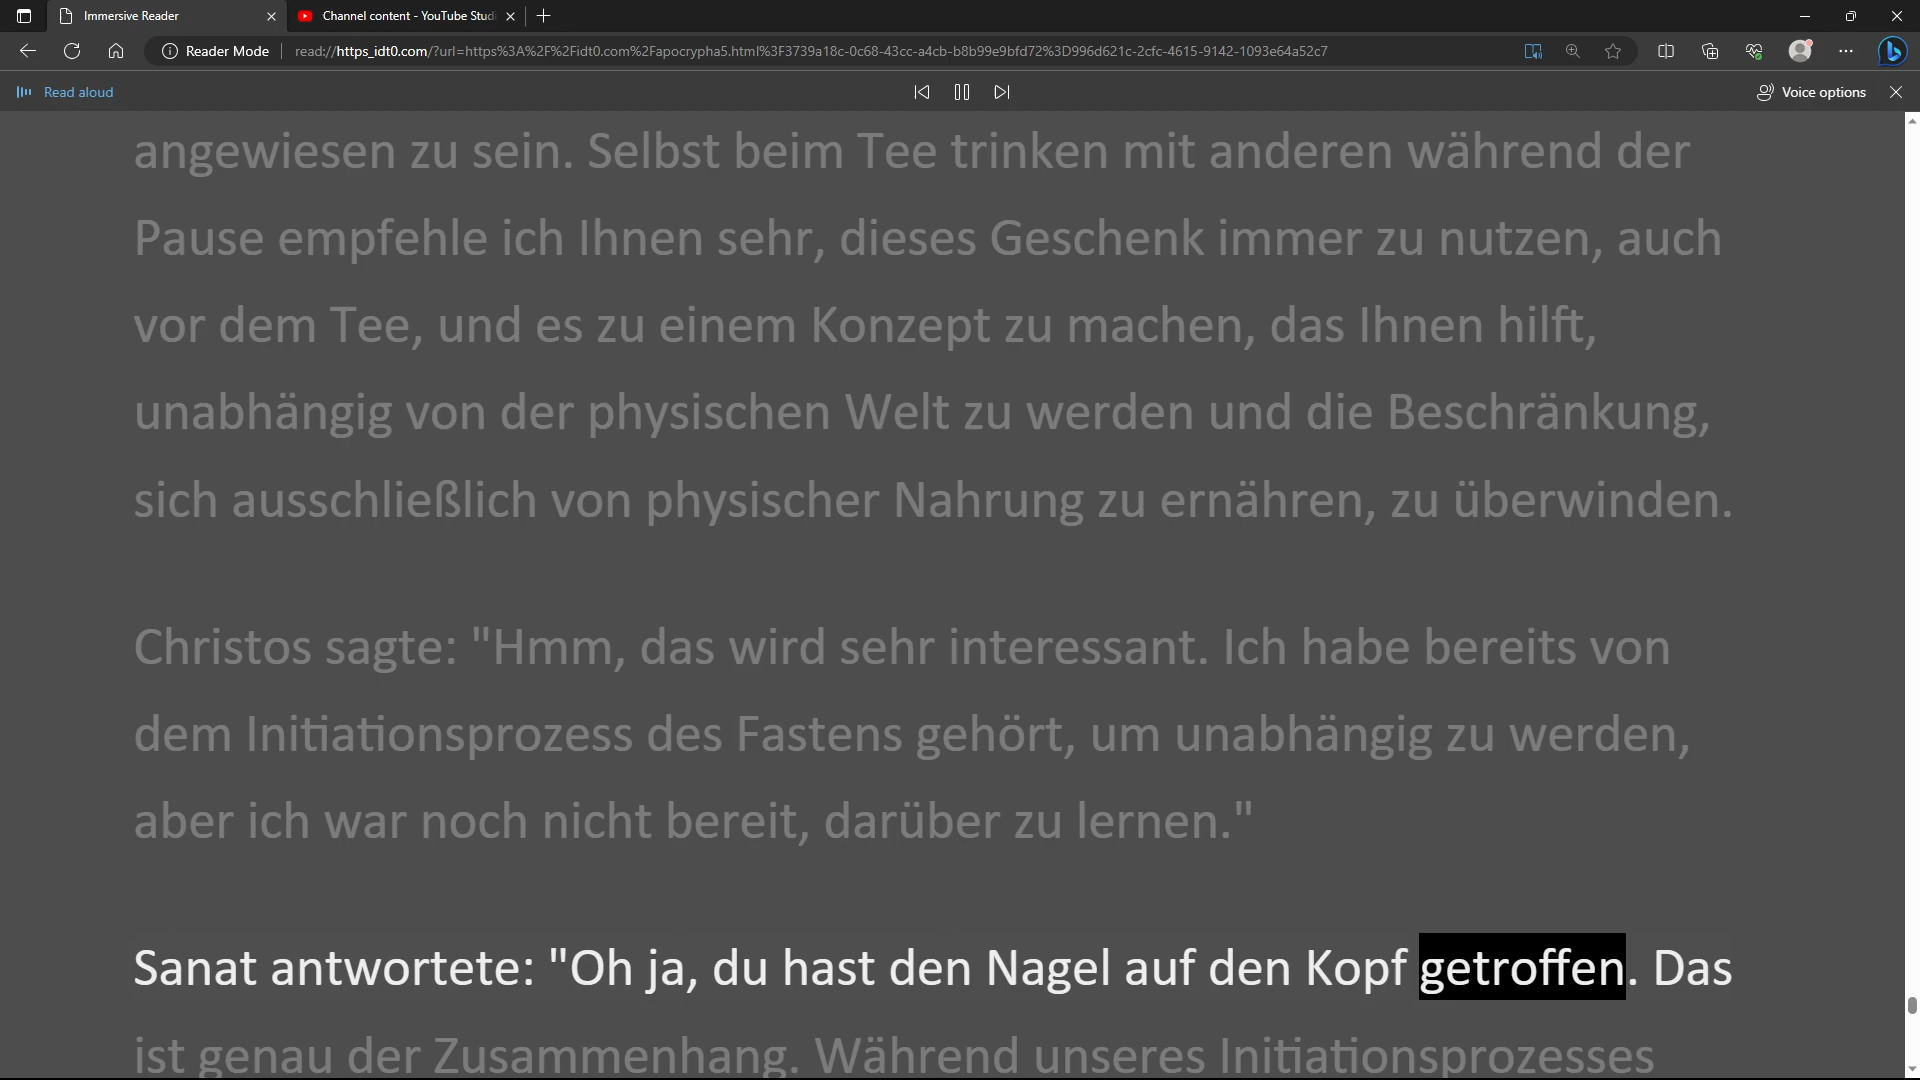 Immersive Reader
Channel content - YouTube Studi
Reader Mode
read://https_idt0.com/?url=https%3A%2F%2Fidt0.com%2Fapocrypha5.html%3F3739a18c-0c68-43cc-a4cb-b8b99e9bfd72%3D996d621c-2cfc-4615-9142-1093e64a52c7
Read aloud
Voice options
angewiesen zu sein. Selbst beim Tee trinken mit anderen während der
Pause empfehle ich Ihnen sehr, dieses Geschenk immer zu nutzen, auch
vor dem Tee, und es zu einem Konzept zu machen, das Ihnen hilft,
unabhängig von der physischen Welt zu werden und die Beschränkung,
sich ausschließlich von physischer Nahrung zu ernähren, zu überwinden.
Christos sagte: "Hmm, das wird sehr interessant. Ich habe bereits von
dem Initiationsprozess des Fastens gehört, um unabhängig zu werden,
aber ich war noch nicht bereit, darüber zu lernen."
Sanat antwortete: "Oh ja, du hast den Nagel auf den Kopf getroffen. Das
ist genau der Zusammenhang. Während unseres Initiationsprozesses